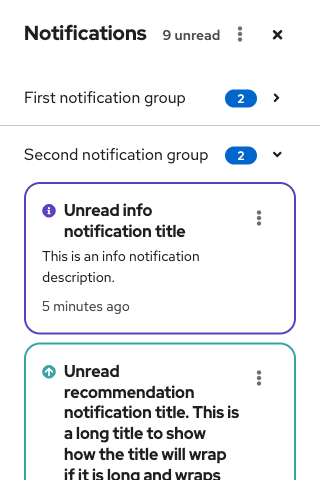 Notifications 9 unread
First notification group 2
Second notification group 2
Unread info
notification title
This is an info notification
description.
5 minutes ago
Unread
recommendation
notification title. This is
a long title to show
how the title will wrap
if it is long and wraps